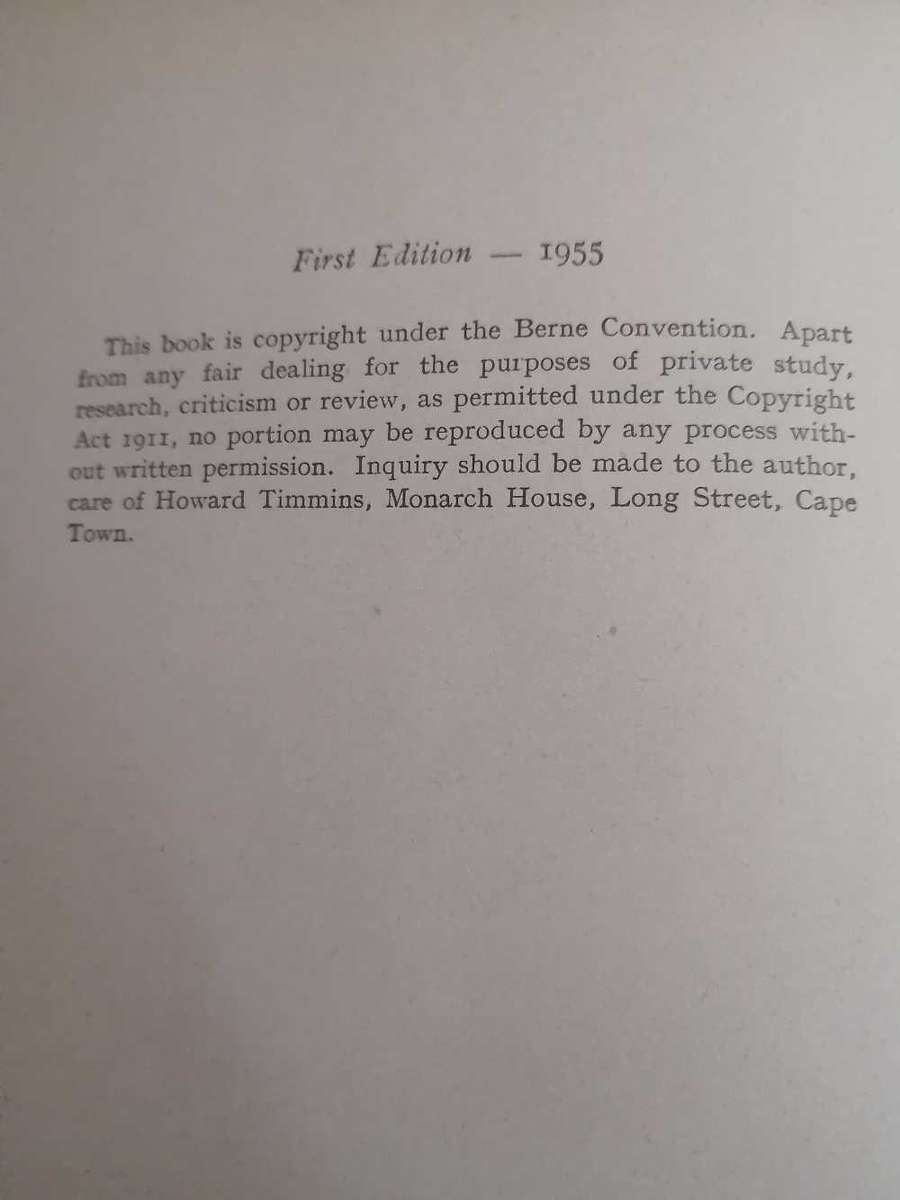 First Edition — 1955
This book is copyright under the Berne Convention. Apart
from any fair dealing for the purposes of private study,
research, criticism or review, as permitted under the Copyright
Act 1911, no portion may be reproduced by any process with-
out written permission. Inquiry should be made to the author,
care of Howard Timmins, Monarch House, Long Street, Cape
Town.